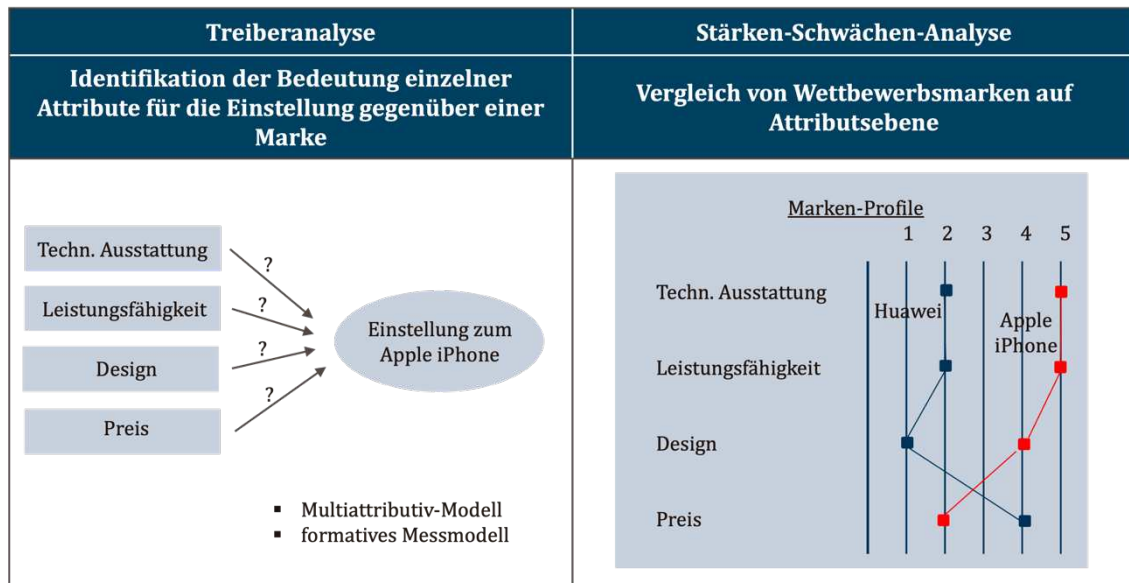 Treiberanalyse
Identifikation der Bedeutung einzelner
Attribute für die Einstellung gegenüber einer
Marke
Techn. Ausstattung
Leistungsfähigkeit
Design
Preis
?
?
?
?
Einstellung zum
Apple iPhone
▪ Multiattributiv-Modell
▪ formatives Messmodell
Stärken-Schwächen-Analyse
Vergleich von Wettbewerbsmarken auf
Attributsebene
Marken-Profile
1 2 3 4 5
Techn. Ausstattung
Huawei
Apple
iPhone
Leistungsfähigkeit
Design
Preis